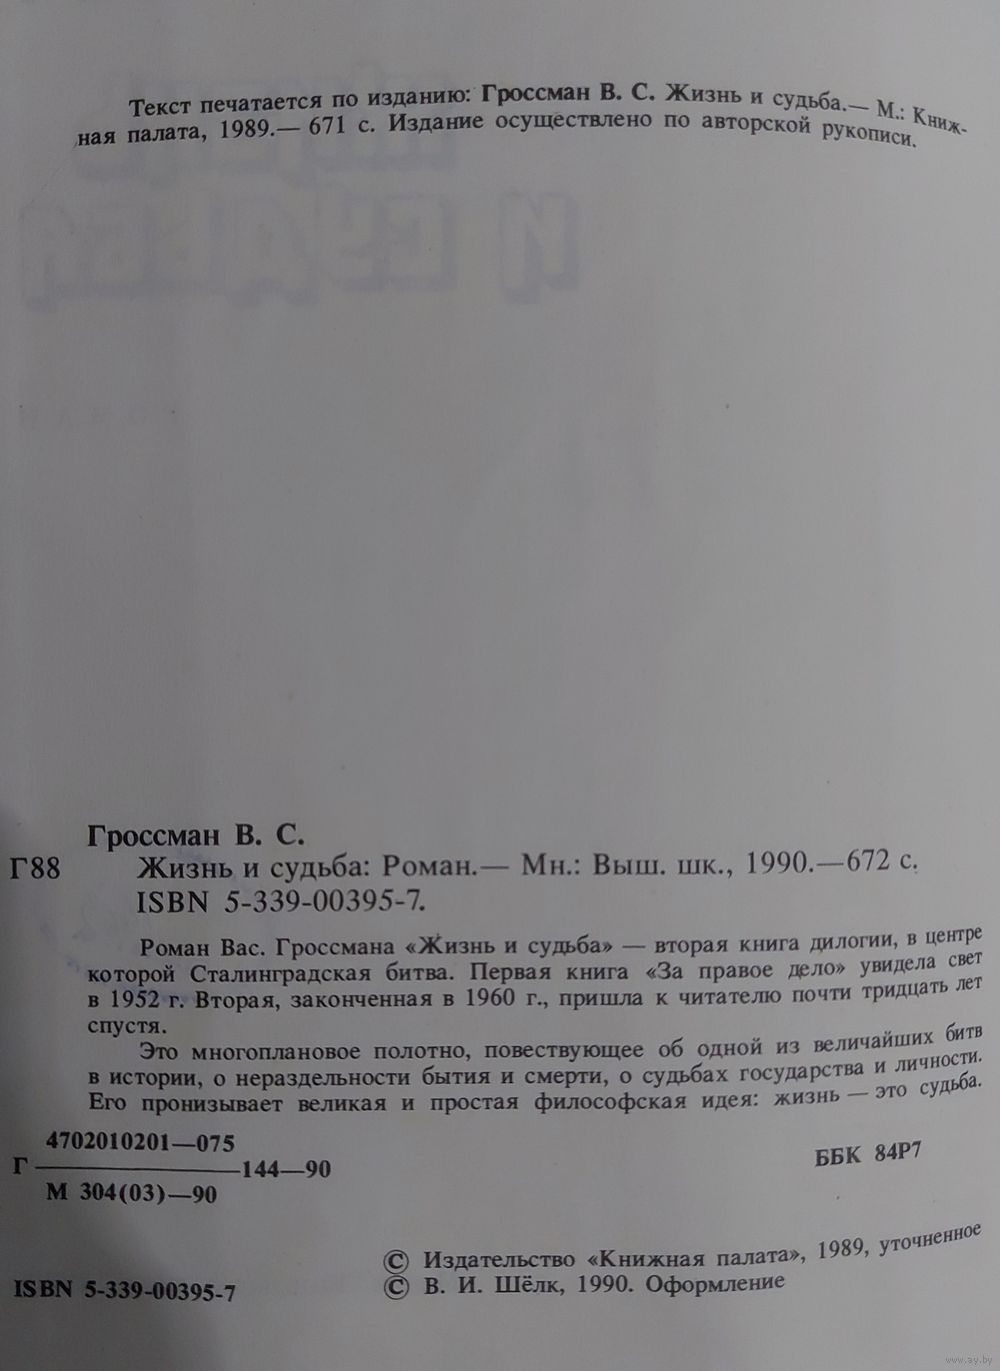 Текст печатается по изданию: Гроссман В. С. Жизнь и судьба.— М.: Книж-
ная палата, 1989.— 671 с. Издание осуществлено по авторской рукописи.
Гроссман В. С.
Г88 Жизнь и судьба: Роман.— Мн.: Выш. шк., 1990.—672 с.
ISBN 5-339-00395-7.
Роман Вас. Гроссмана «Жизнь и судьба» — вторая книга дилогии, в центре
которой Сталинградская битва. Первая книга «За правое дело» увидела свет
в 1952 г. Вторая, законченная в 1960 г., пришла к читателю почти тридцать лет
спустя.
Это многоплановое полотно, повествующее об одной из величайших битв
в истории, о нераздельности бытия и смерти, о судьбах государства и личности.
Его пронизывает великая и простая философская идея: жизнь — это судьба.
4702010201—075
Г ——— 144—90
М 304(03)—90
ББК 84Р7
© Издательство «Книжная палата», 1989, уточненное
© В. И. Шёлк, 1990. Оформление
ISBN 5-339-00395-7
www.ay.by